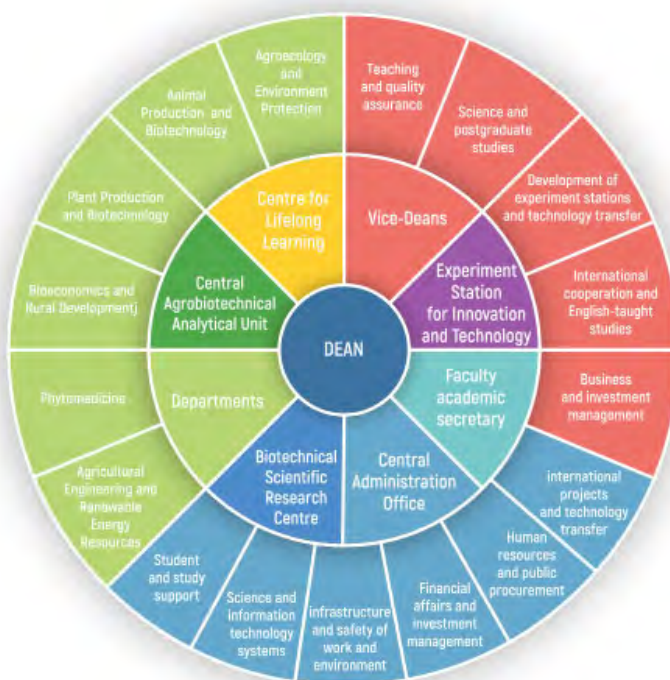 Agroecology
and
Environment
Protection
Teaching
and quality
assurance
Animal
Production and
Biotechnology
Science and
postgraduate
studies
Plant Production
and Biotechnology
Development of
experiment stations
and technology transfer
Bioeconomics and
Rural Developmentj
International
cooperation and
English-taught
studies
Phytomedicine
Business
and investment
management
Agricultural
Engineering and
Renewable
Energy
Resources
international
projects
and technology
transfer
Student
and study
support
Human
resources
and public
procurement
Science and
information
technology
systems
infrastructure
and safety of
work and
environment
Financial
affairs and
investment
management
Centre for
Lifelong
Learning
Vice-Deans
Central
Agrobiotechnical
Analytical Unit
Experiment
Station
for Innovation
and Technology
DEAN
Departments
Faculty
academic
secretary
Biotechnical
Scientific
Research
Centre
Central
Administration
Office